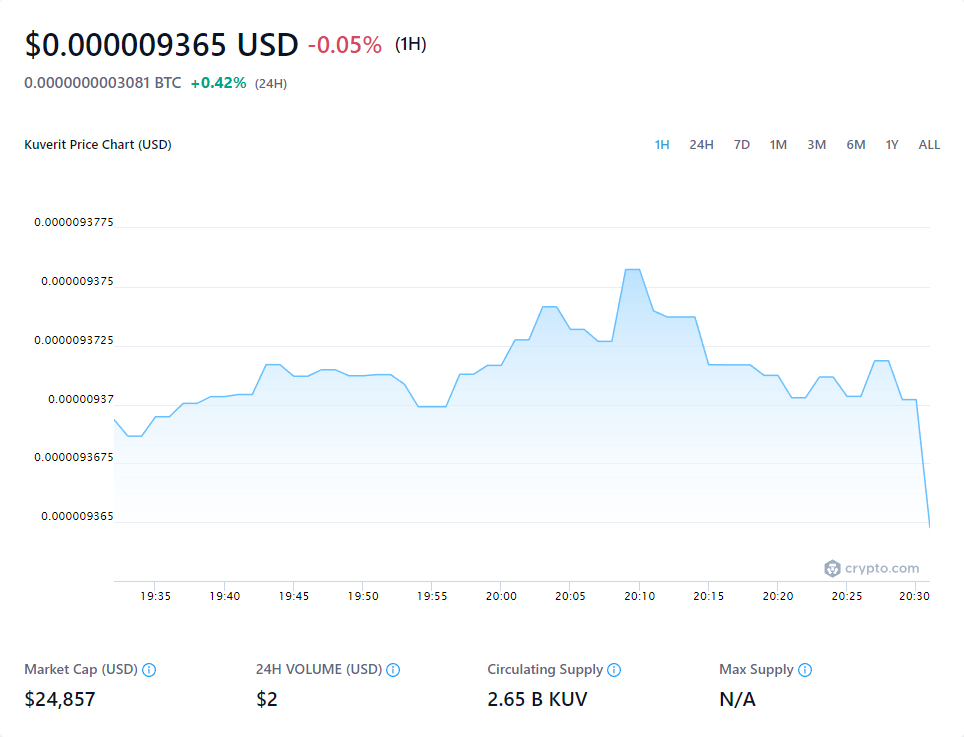 $0.000009365 USD -0.05% (1H)
0.0000000003081 BTC +0.42% (24H)
Kuverit Price Chart (USD) 1H 24H 7D 1M 3M 6M 1Y ALL
0.0000093775
0.000009375
0.0000093725
0.00000937
0.0000093675
0.000009365
crypto.com
19:35 19:40 19:45 19:50 19:55 20:00 20:05 20:10 20:15 20:20 20:25 20:30
Market Cap (USD) 24H VOLUME (USD) Circulating Supply Max Supply
$24,857 $2 2.65 B KUV N/A